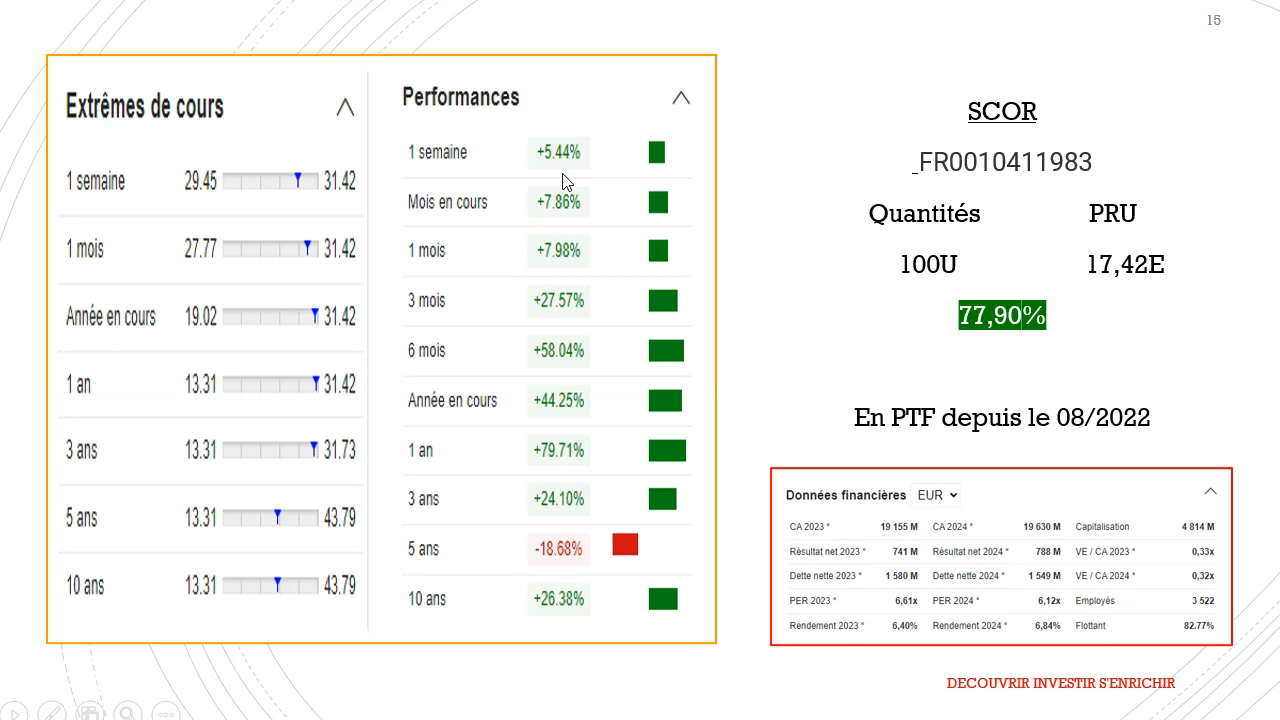 15
Extrêmes de cours
1 semaine 29.45 31.42
1 mois 27.77 31.42
Année en cours 19.02 31.42
1 an 13.31 31.42
3 ans 13.31 31.73
5 ans 13.31 43.79
10 ans 13.31 43.79
Performances
1 semaine +5.44%
Mois en cours +7.86%
1 mois +7.98%
3 mois +27.57%
6 mois +58.04%
Année en cours +44.25%
1 an +79.71%
3 ans +24.10%
5 ans -18.68%
10 ans +26.38%
SCOR
FR0010411983
Quantités PRU
100U 17,42E
77,90%
En PTF depuis le 08/2022
Données financières EUR
CA 2023 * 19 155 M CA 2024 * 19 630 M Capitalisation 4 814 M
Résultat net 2023 * 741 M Résultat net 2024 * 788 M VE / CA 2023 * 0,33x
Dette nette 2023 * 1 580 M Dette nette 2024 * 1 549 M VE / CA 2024 * 0,32x
PER 2023 * 6,61x PER 2024 * 6,12x Employés 3 522
Rendement 2023 * 6,40% Rendement 2024 * 6,84% Flottant 82.77%
DECOUVRIR INVESTIR S'ENRICHIR